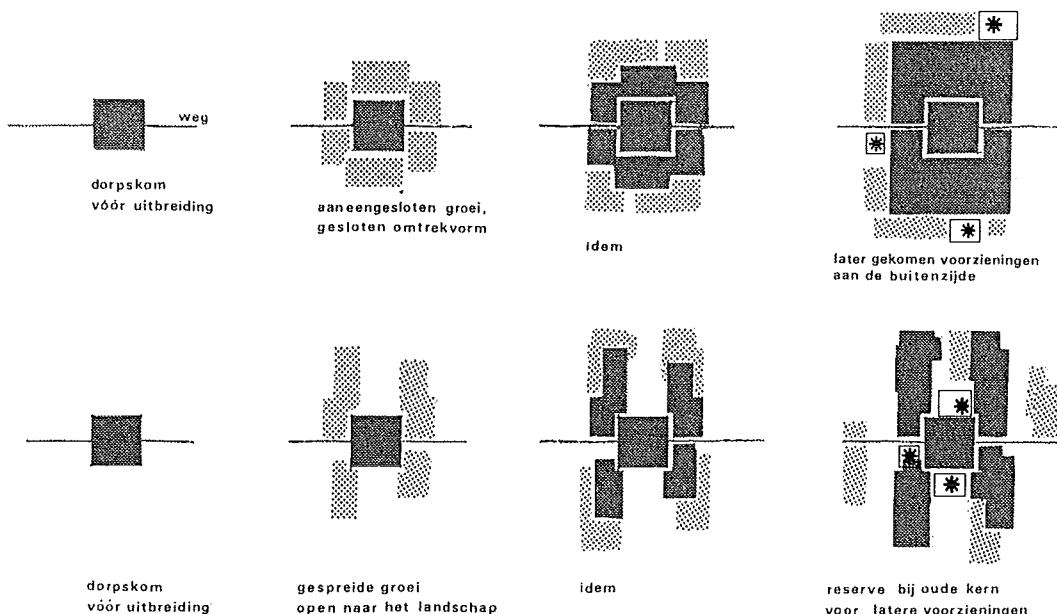 weg
dorpskom
vóór uitbreiding
aaneengesloten groei,
gesloten omtrekvorm
idem
later gekomen voorzieningen
aan de buitenzijde
dorpskom
vóór uitbreiding
gespreide groei
open naar het landschap
idem
reserve bij oude kern
voor latere voorzieningen